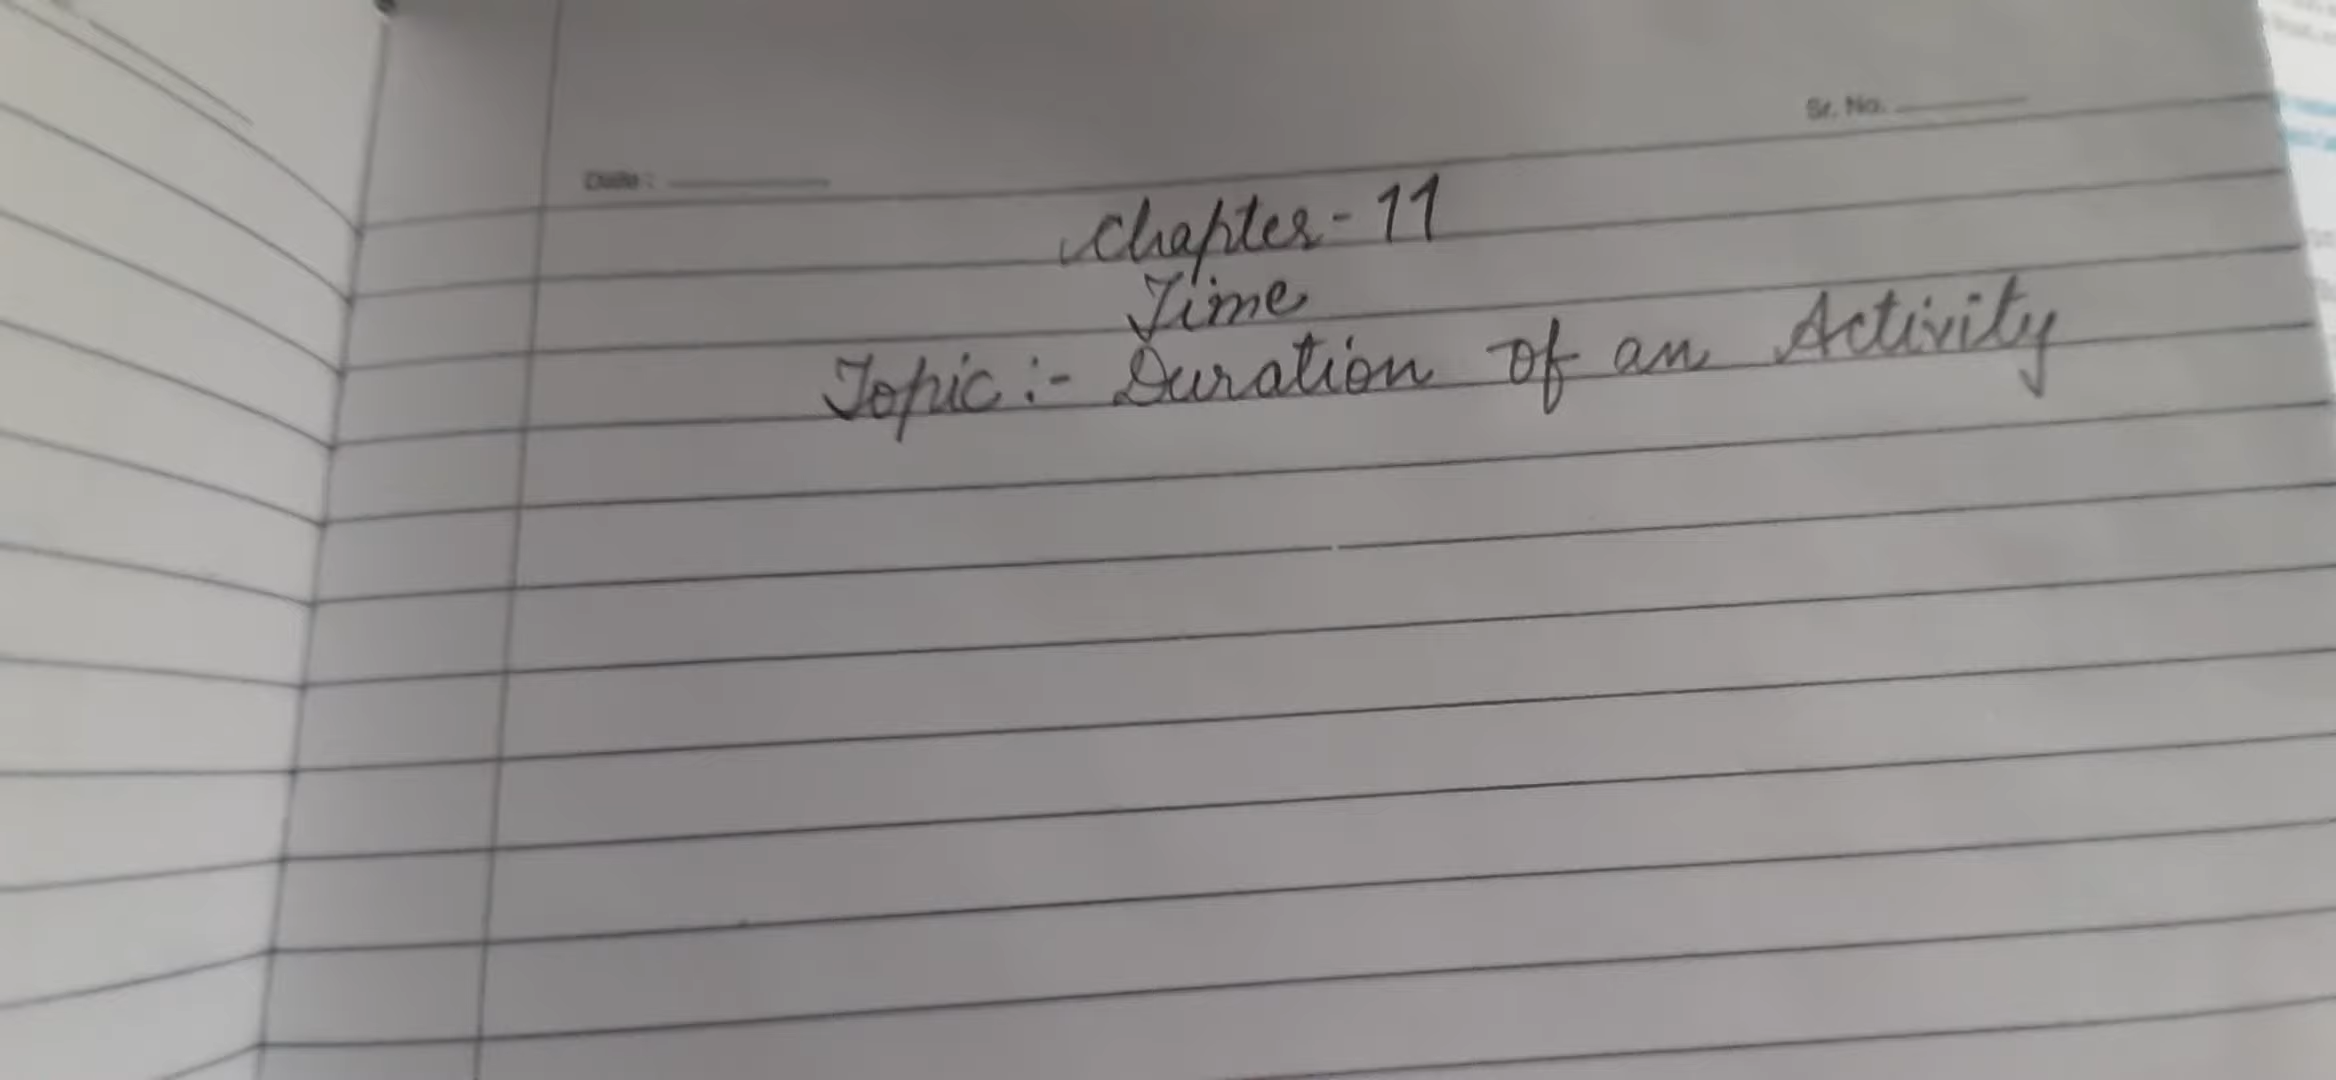 Sr. No.
Date :
Chapter - 11
Time
Topic :- Duration of an Activity